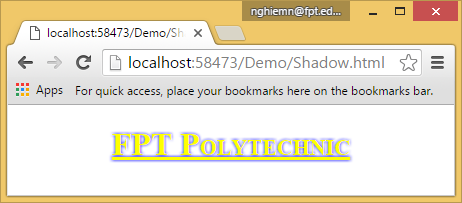 nghiemn@fpt.ed...
localhost:58473/Demo/Sha
localhost:58473/Demo/Shadow.html
Apps For quick access, place your bookmarks here on the bookmarks bar.
FPT POLYTECHNIC